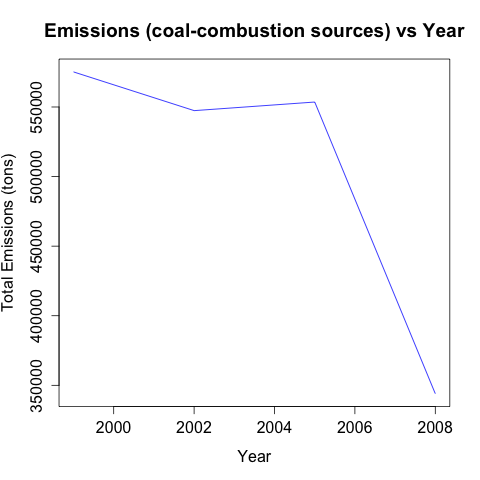 Emissions (coal-combustion sources) vs Year
Total Emissions (tons)
550000
500000
450000
400000
350000
2000 2002 2004 2006 2008
Year